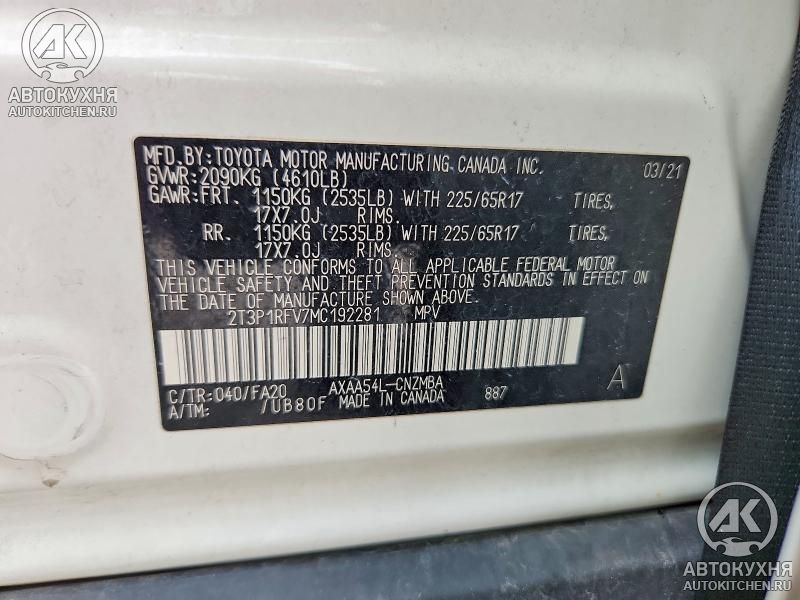 AK
АВТОКУХНЯ
AUTOKITCHEN.RU
MFD.BY:TOYOTA MOTOR MANUFACTURING CANADA INC. 03/21
GVWR:2090KG (4610LB)
GAWR:FRT. 1150KG (2535LB) WITH 225/65R17 TIRES,
17X7.0J RIMS.
RR. 1150KG (2535LB) WITH 225/65R17 TIRES,
17X7.0J RIMS.
THIS VEHICLE CONFORMS TO ALL APPLICABLE FEDERAL MOTOR
VEHICLE SAFETY AND THEFT PREVENTION STANDARDS IN EFFECT ON
THE DATE OF MANUFACTURE SHOWN ABOVE.
2T3P1RFV7MC192281 MPV
C/TR:040/FA20 AXAA54L-CNZMBA A
A/TM: /UB80F MADE IN CANADA 887
AK
АВТОКУХНЯ
AUTOKITCHEN.RU